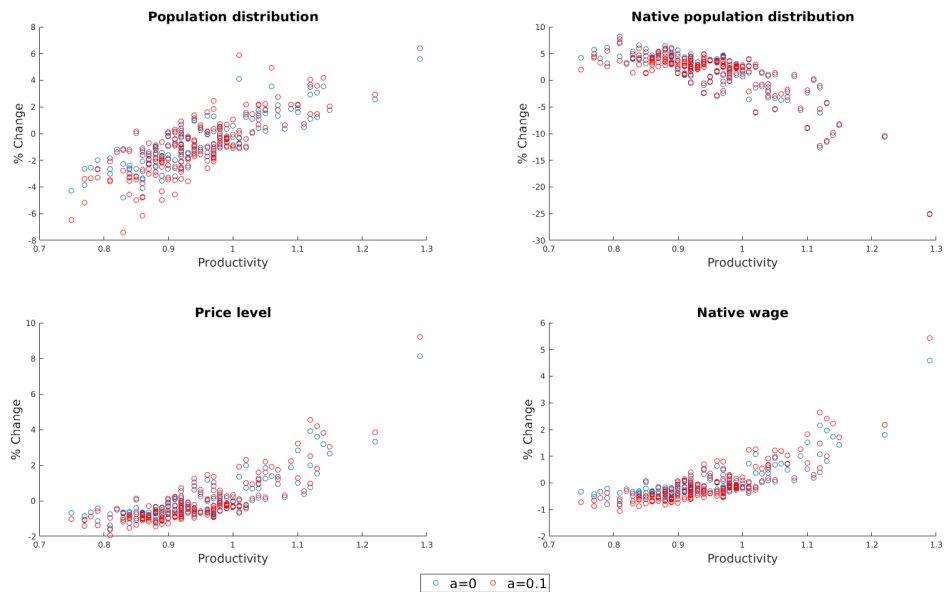 Population distribution
8
6
4
2
0
-2
-4
-6
-8
% Change
0.7 0.8 0.9 1 1.1 1.2 1.3
Productivity
Native population distribution
10
5
0
-5
-10
-15
-20
-25
-30
% Change
0.7 0.8 0.9 1 1.1 1.2 1.3
Productivity
Price level
10
8
6
4
2
0
-2
% Change
0.7 0.8 0.9 1 1.1 1.2 1.3
Productivity
Native wage
6
5
4
3
2
1
0
-1
-2
% Change
0.7 0.8 0.9 1 1.1 1.2 1.3
Productivity
a=0 a=0.1